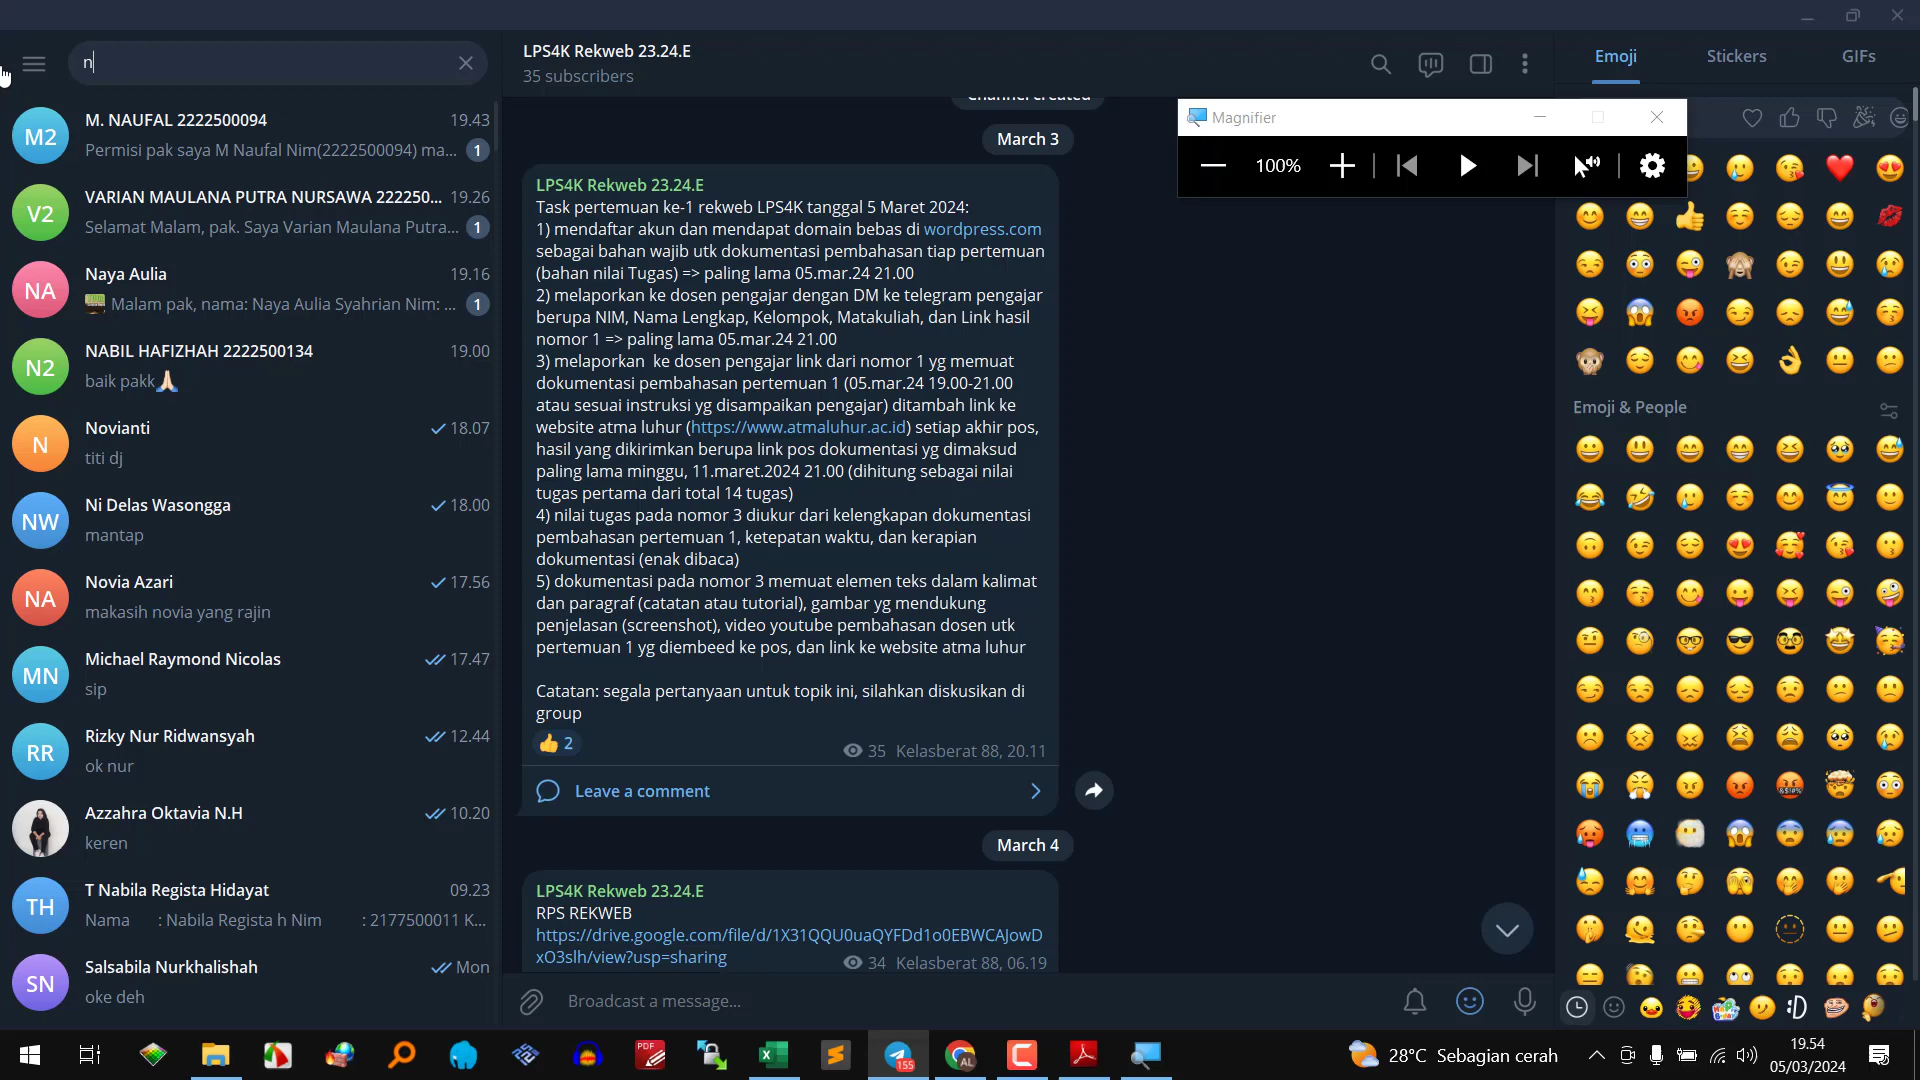 n
M2
M. NAUFAL 2222500094
19.43
Permisi pak saya M Naufal Nim(2222500094) ma...
1
V2
VARIAN MAULANA PUTRA NURSAWA 222250...
19.26
Selamat Malam, pak. Saya Varian Maulana Putra...
1
NA
Naya Aulia
19.16
Malam pak, nama: Naya Aulia Syahrian Nim: ...
1
N2
NABIL HAFIZHAH 2222500134
19.00
baik pakk🙏🏻
N
Novianti
18.07
titi dj
NW
Ni Delas Wasongga
18.00
mantap
NA
Novia Azari
17.56
makasih novia yang rajin
MN
Michael Raymond Nicolas
17.47
sip
RR
Rizky Nur Ridwansyah
12.44
ok nur
Azzahra Oktavia N.H
10.20
keren
TH
T Nabila Regista Hidayat
09.23
Nama : Nabila Regista h Nim : 2177500011 K...
SN
Salsabila Nurkhalishah
Mon
oke deh
LPS4K Rekweb 23.24.E
35 subscribers
Channel created
March 3
LPS4K Rekweb 23.24.E
Task pertemuan ke-1 rekweb LPS4K tanggal 5 Maret 2024:
1) mendaftar akun dan mendapat domain bebas di wordpress.com
sebagai bahan wajib utk dokumentasi pembahasan tiap pertemuan
(bahan nilai Tugas) => paling lama 05.mar.24 21.00
2) melaporkan ke dosen pengajar dengan DM ke telegram pengajar
berupa NIM, Nama Lengkap, Kelompok, Matakuliah, dan Link hasil
nomor 1 => paling lama 05.mar.24 21.00
3) melaporkan  ke dosen pengajar link dari nomor 1 yg memuat
dokumentasi pembahasan pertemuan 1 (05.mar.24 19.00-21.00
atau sesuai instruksi yg disampaikan pengajar) ditambah link ke
website atma luhur (https://www.atmaluhur.ac.id) setiap akhir pos,
hasil yang dikirimkan berupa link pos dokumentasi yg dimaksud
paling lama minggu, 11.maret.2024 21.00 (dihitung sebagai nilai
tugas pertama dari total 14 tugas)
4) nilai tugas pada nomor 3 diukur dari kelengkapan dokumentasi
pembahasan pertemuan 1, ketepatan waktu, dan kerapian
dokumentasi (enak dibaca)
5) dokumentasi pada nomor 3 memuat elemen teks dalam kalimat
dan paragraf (catatan atau tutorial), gambar yg mendukung
penjelasan (screenshot), video youtube pembahasan dosen utk
pertemuan 1 yg diembeed ke pos, dan link ke website atma luhur
Catatan: segala pertanyaan untuk topik ini, silahkan diskusikan di
group
👍 2
35 Kelasberat 88, 20.11
Leave a comment
March 4
LPS4K Rekweb 23.24.E
RPS REKWEB
https://drive.google.com/file/d/1X31QQU0uaQYFDd1o0EBWCAJowD
xO3slh/view?usp=sharing
34 Kelasberat 88, 06.19
Broadcast a message...
Magnifier
100%
Emoji
Stickers
GIFs
Emoji & People
PDF
155
AL
28°C Sebagian cerah
19.54
05/03/2024